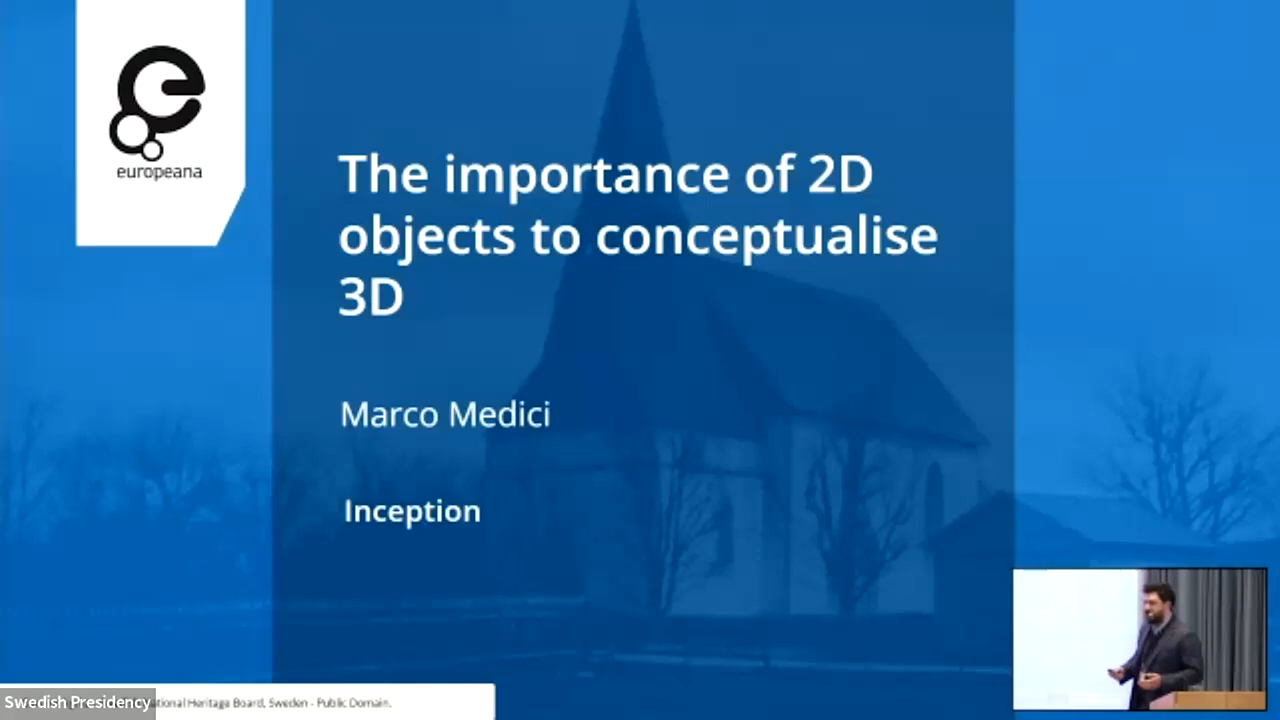 europeana
The importance of 2D
objects to conceptualise
3D
Marco Medici
Inception
Swedish Presidency
Heritage Board, Sweden - Public Domain.